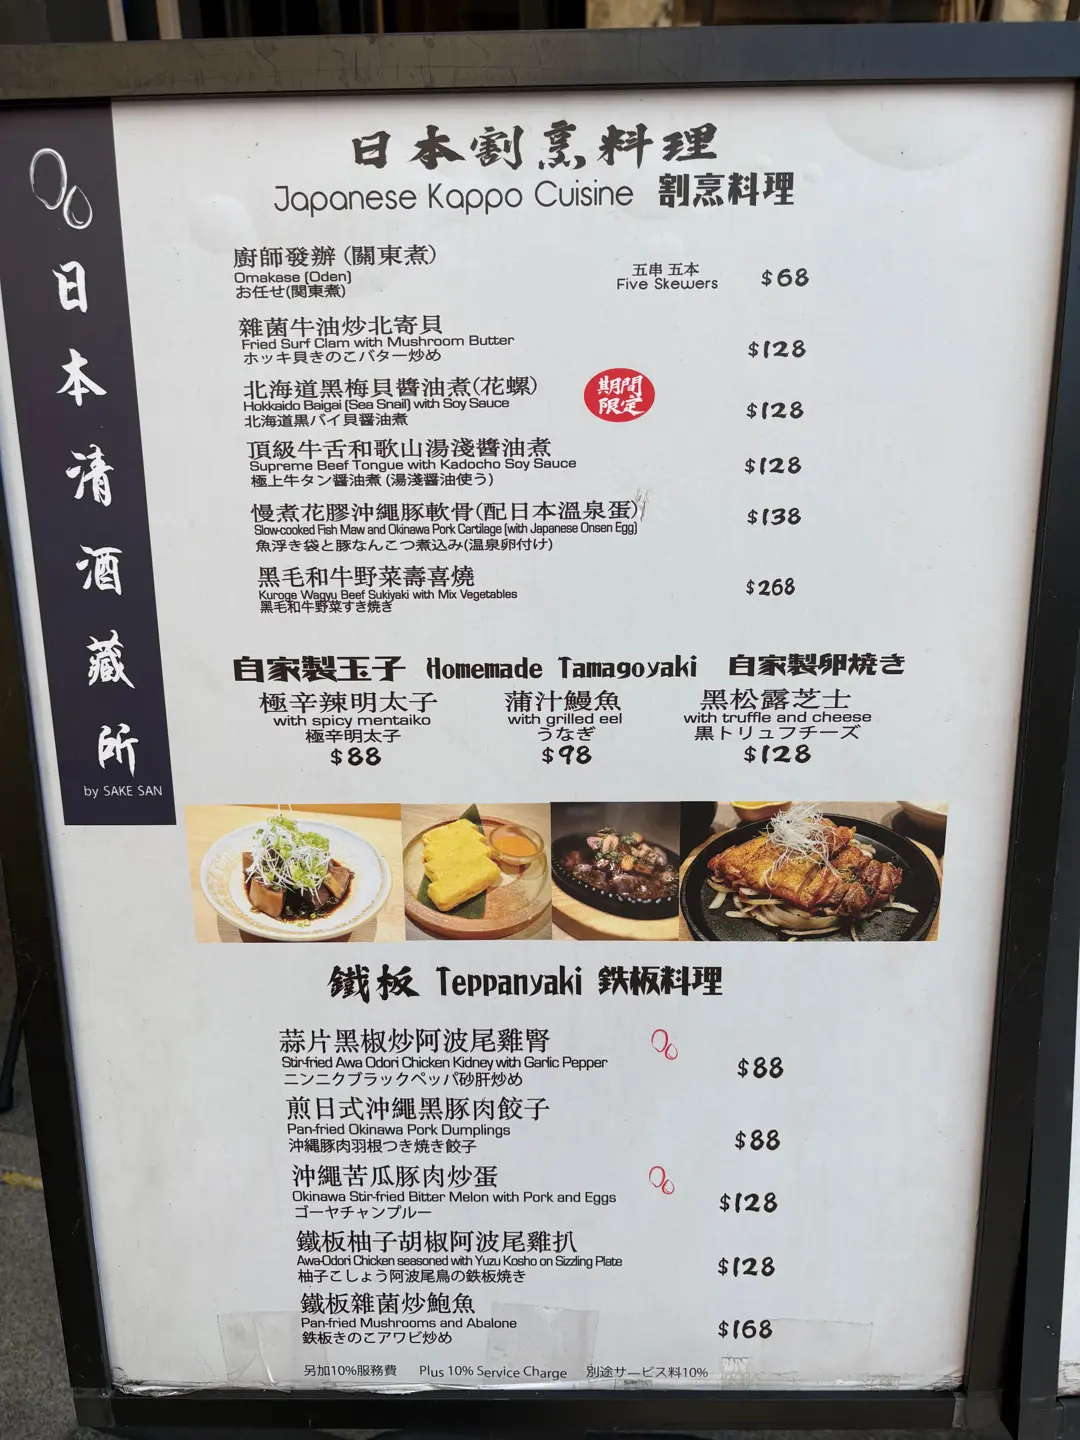 日本清酒藏所
by SAKE SAN
日本割烹料理
Japanese Kappo Cuisine 割烹料理
廚師發辦 (關東煮)
Omakase (Oden)
お任せ(関東煮)
五串 五本
Five Skewers
$68
雜菌牛油炒北寄貝
Fried Surf Clam with Mushroom Butter
ホッキ貝きのこバター炒め
$128
北海道黑梅貝醬油煮(花螺)
Hokkaido Baigai (Sea Snail) with Soy Sauce
北海道黒バイ貝醤油煮
期間
限定
$128
頂級牛舌和歌山湯淺醬油煮
Supreme Beef Tongue with Kadocho Soy Sauce
極上牛タン醤油煮 (湯淺醤油使う)
$128
慢煮花膠沖繩豚軟骨(配日本溫泉蛋)
Slow-cooked Fish Maw and Okinawa Pork Cartilage (with Japanese Onsen Egg)
魚浮き袋と豚なんこつ煮込み(温泉卵付け)
$138
黑毛和牛野菜壽喜燒
Kuroge Wagyu Beef Sukiyaki with Mix Vegetables
黒毛和牛野菜すき焼き
$268
自家製玉子 Homemade Tamagoyaki 自家製卵焼き
極辛辣明太子
with spicy mentaiko
極辛明太子
$88
蒲汁鰻魚
with grilled eel
うなぎ
$98
黑松露芝士
with truffle and cheese
黒トリュフチーズ
$128
鐵板 Teppanyaki 鉄板料理
蒜片黑椒炒阿波尾雞腎
Stir-fried Awa Odori Chicken Kidney with Garlic Pepper
ニンニクブラックペッパ砂肝炒め
$88
煎日式沖繩黑豚肉餃子
Pan-fried Okinawa Pork Dumplings
沖縄豚肉羽根つき焼き餃子
$88
沖繩苦瓜豚肉炒蛋
Okinawa Stir-fried Bitter Melon with Pork and Eggs
ゴーヤチャンプルー
$128
鐵板柚子胡椒阿波尾雞扒
Awa-Odori Chicken seasoned with Yuzu Kosho on Sizzling Plate
柚子こしょう阿波尾鳥の鉄板焼き
$128
鐵板雜菌炒鮑魚
Pan-fried Mushrooms and Abalone
鉄板きのこアワビ炒め
$168
另加10%服務費 Plus 10% Service Charge 別途サービス料10%